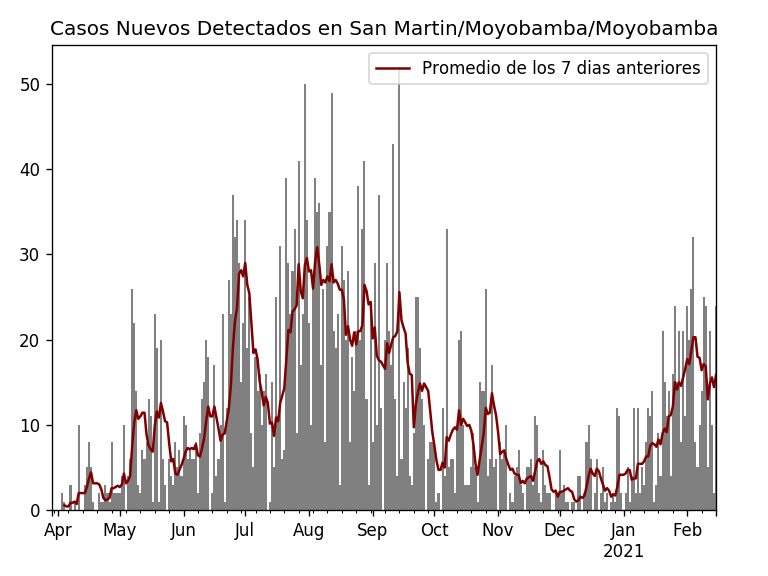 Casos Nuevos Detectados en San Martin/Moyobamba/Moyobamba
Promedio de los 7 dias anteriores
50
40
30
20
10
0
Apr May Jun Jul Aug Sep Oct Nov Dec Jan Feb
2021